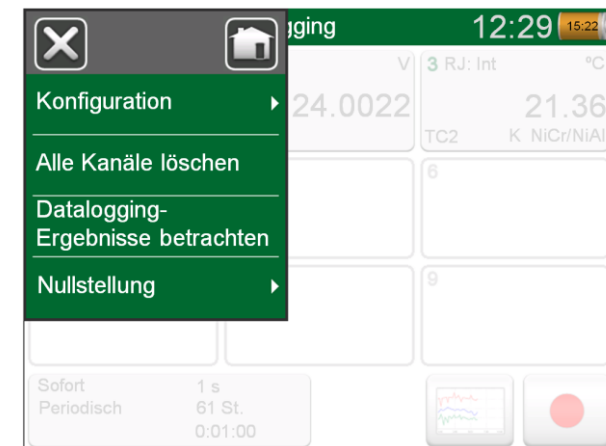 gging 12:29 15:22
V 3 RJ: Int °C
Konfiguration
24.0022 21.36
TC2 K NiCr/NiAl
Alle Kanäle löschen
6
Datalogging-
Ergebnisse betrachten
Nullstellung
9
Sofort 1 s
Periodisch 61 St.
0:01:00